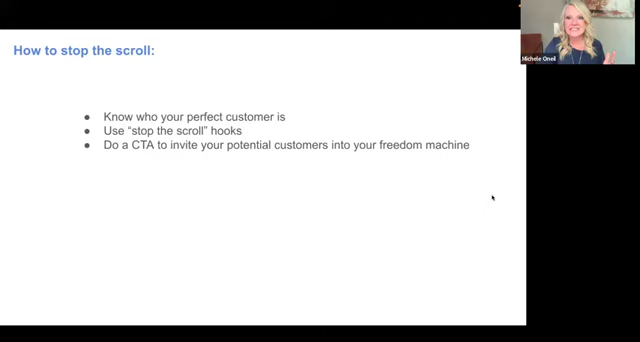 How to stop the scroll:
● Know who your perfect customer is
● Use “stop the scroll” hooks
● Do a CTA to invite your potential customers into your freedom machine
Michele Oneil